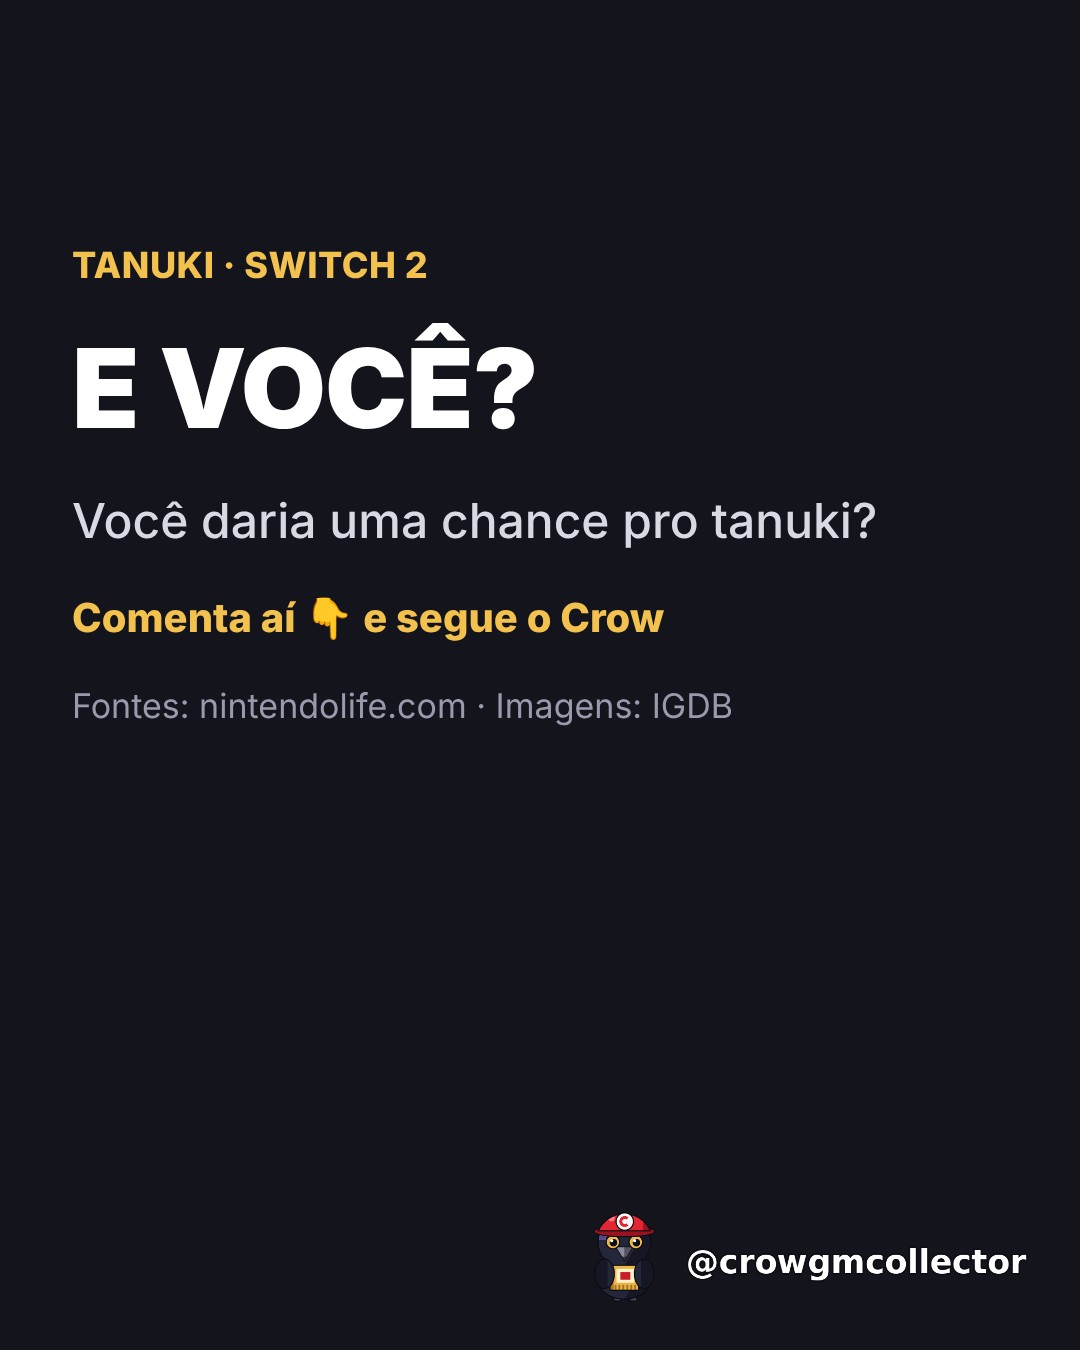 TANUKI · SWITCH 2
E VOCÊ?
Você daria uma chance pro tanuki?
Comenta aí 👇 e segue o Crow
Fontes: nintendolife.com · Imagens: IGDB
C
@crowgmcollector